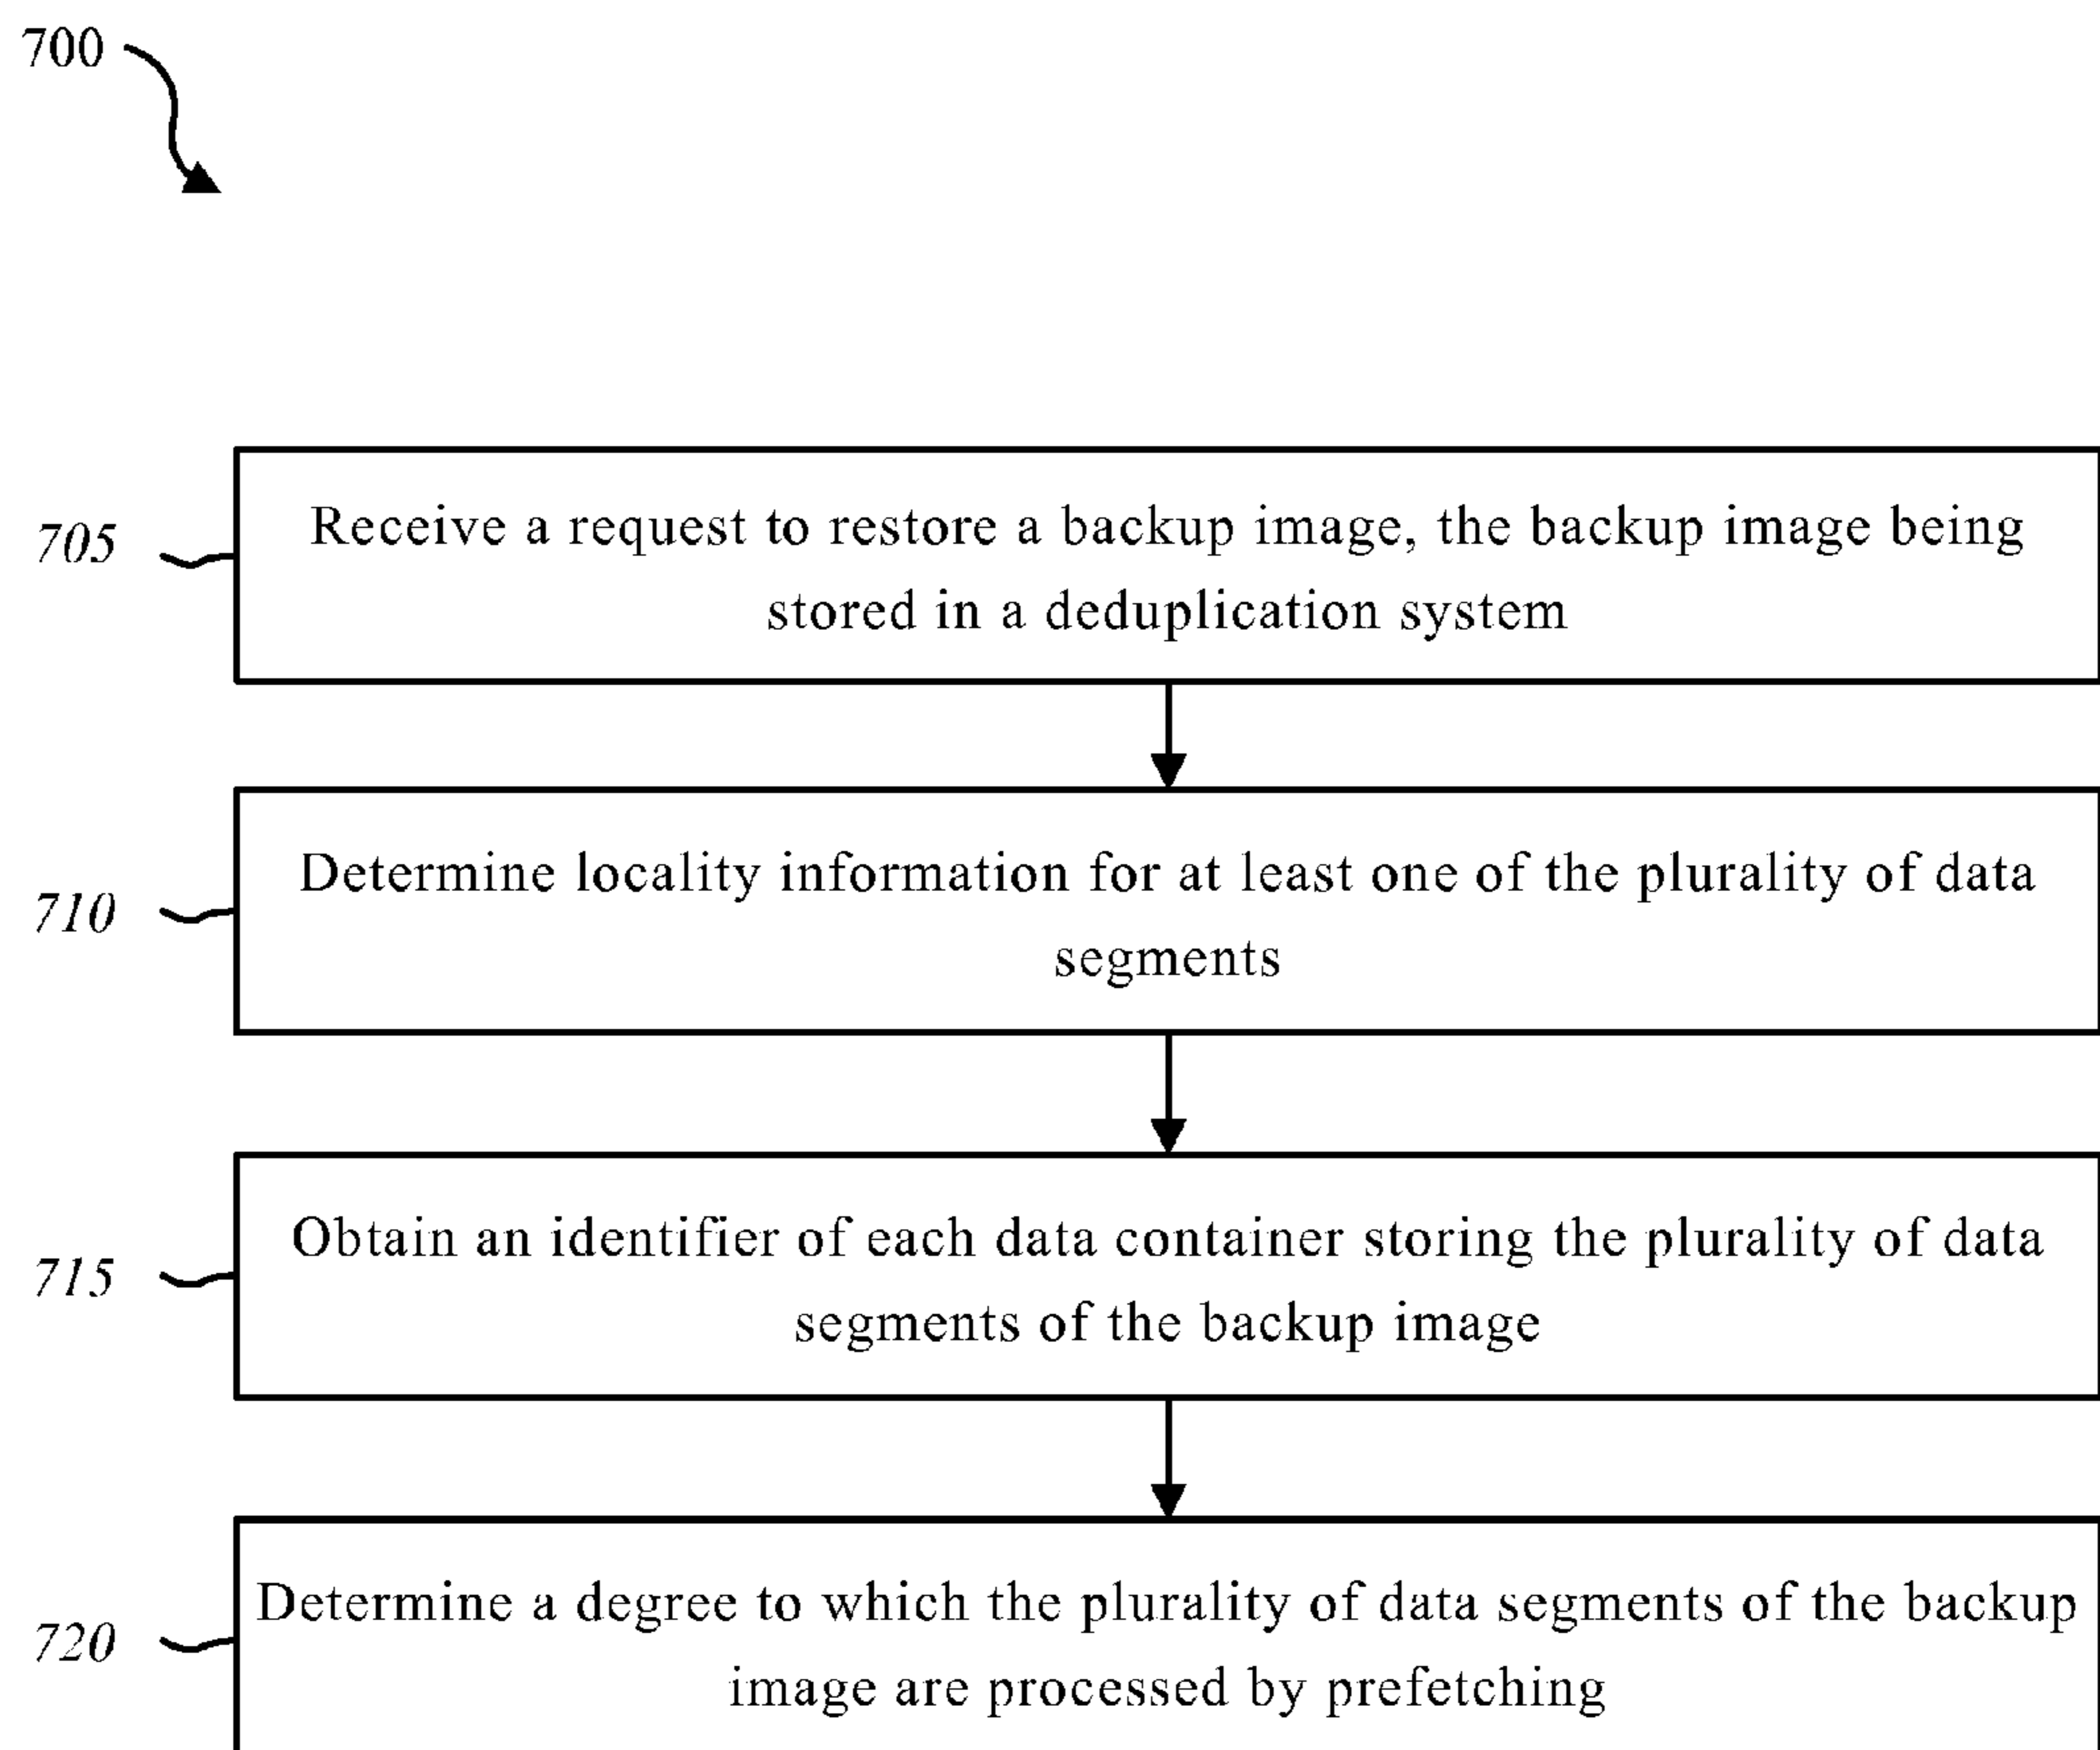 700
705
Receive a request to restore a backup image, the backup image being
stored in a deduplication system
710
Determine locality information for at least one of the plurality of data
segments
715
Obtain an identifier of each data container storing the plurality of data
segments of the backup image
720
Determine a degree to which the plurality of data segments of the backup
image are processed by prefetching